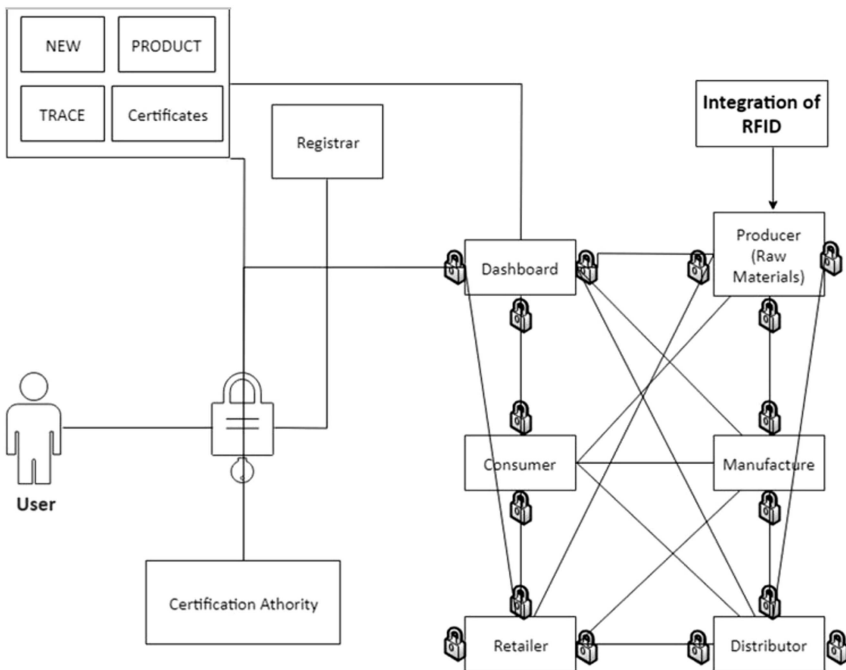 NEW
PRODUCT
TRACE
Certificates
Registrar
Integration of
RFID
Dashboard
Producer
(Raw
Materials)
User
Consumer
Manufacture
Certification Athority
Retailer
Distributor